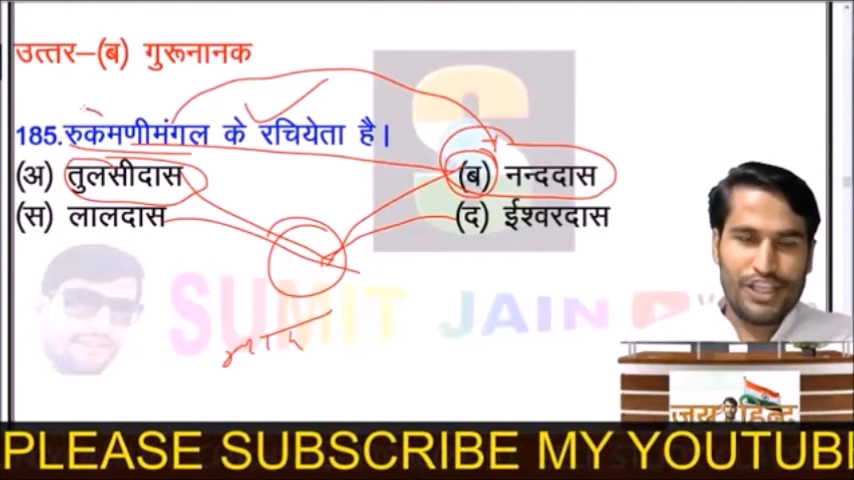 उत्तर–(ब) गुरूनानक
185.रुकमणीमंगल के रचियेता है।
(अ) तुलसीदास (ब) नन्ददास
(स) लालदास (द) ईश्वरदास
SUMIT JAIN
जय हिन्द
PLEASE SUBSCRIBE MY YOUTUB